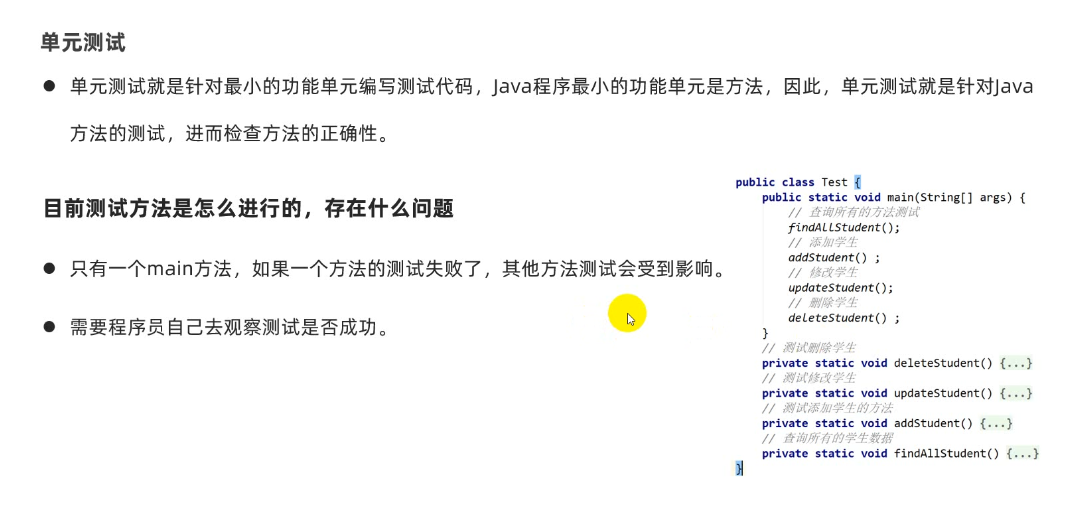 单元测试
● 单元测试就是针对最小的功能单元编写测试代码，Java程序最小的功能单元是方法，因此，单元测试就是针对Java
方法的测试，进而检查方法的正确性。
目前测试方法是怎么进行的，存在什么问题
● 只有一个main方法，如果一个方法的测试失败了，其他方法测试会受到影响。
● 需要程序员自己去观察测试是否成功。
public class Test {
public static void main(String[] args) {
// 查询所有的方法测试
findAllStudent();
// 添加学生
addStudent() ;
// 修改学生
updateStudent();
// 删除学生
deleteStudent() ;
}
// 测试删除学生
private static void deleteStudent() {...}
// 测试修改学生
private static void updateStudent() {...}
// 测试添加学生的方法
private static void addStudent() {...}
// 查询所有的学生数据
private static void findAllStudent() {...}
}